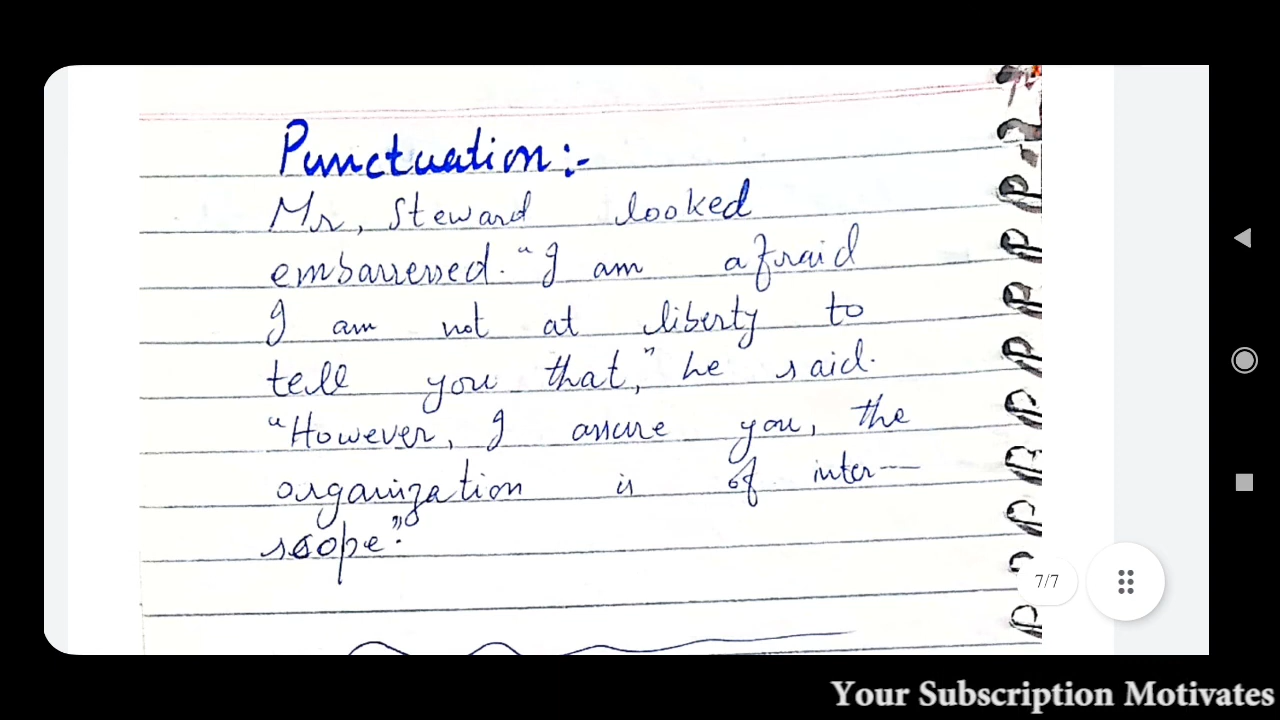 Punctuation:-
Mr, Steward looked
embarressed. "I am afraid
I am not at liberty to
tell you that," he said.
"However, I assure you, the
organization is of inter---
scope".
7/7
Your Subscription Motivates